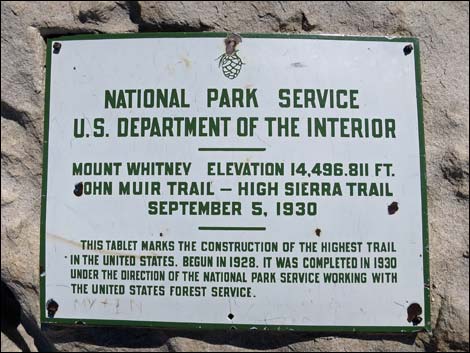 NATIONAL PARK SERVICE
U.S. DEPARTMENT OF THE INTERIOR
MOUNT WHITNEY ELEVATION 14,496.811 FT.
JOHN MUIR TRAIL — HIGH SIERRA TRAIL
SEPTEMBER 5, 1930
THIS TABLET MARKS THE CONSTRUCTION OF THE HIGHEST TRAIL
IN THE UNITED STATES. BEGUN IN 1928. IT WAS COMPLETED IN 1930
UNDER THE DIRECTION OF THE NATIONAL PARK SERVICE WORKING WITH
THE UNITED STATES FOREST SERVICE.